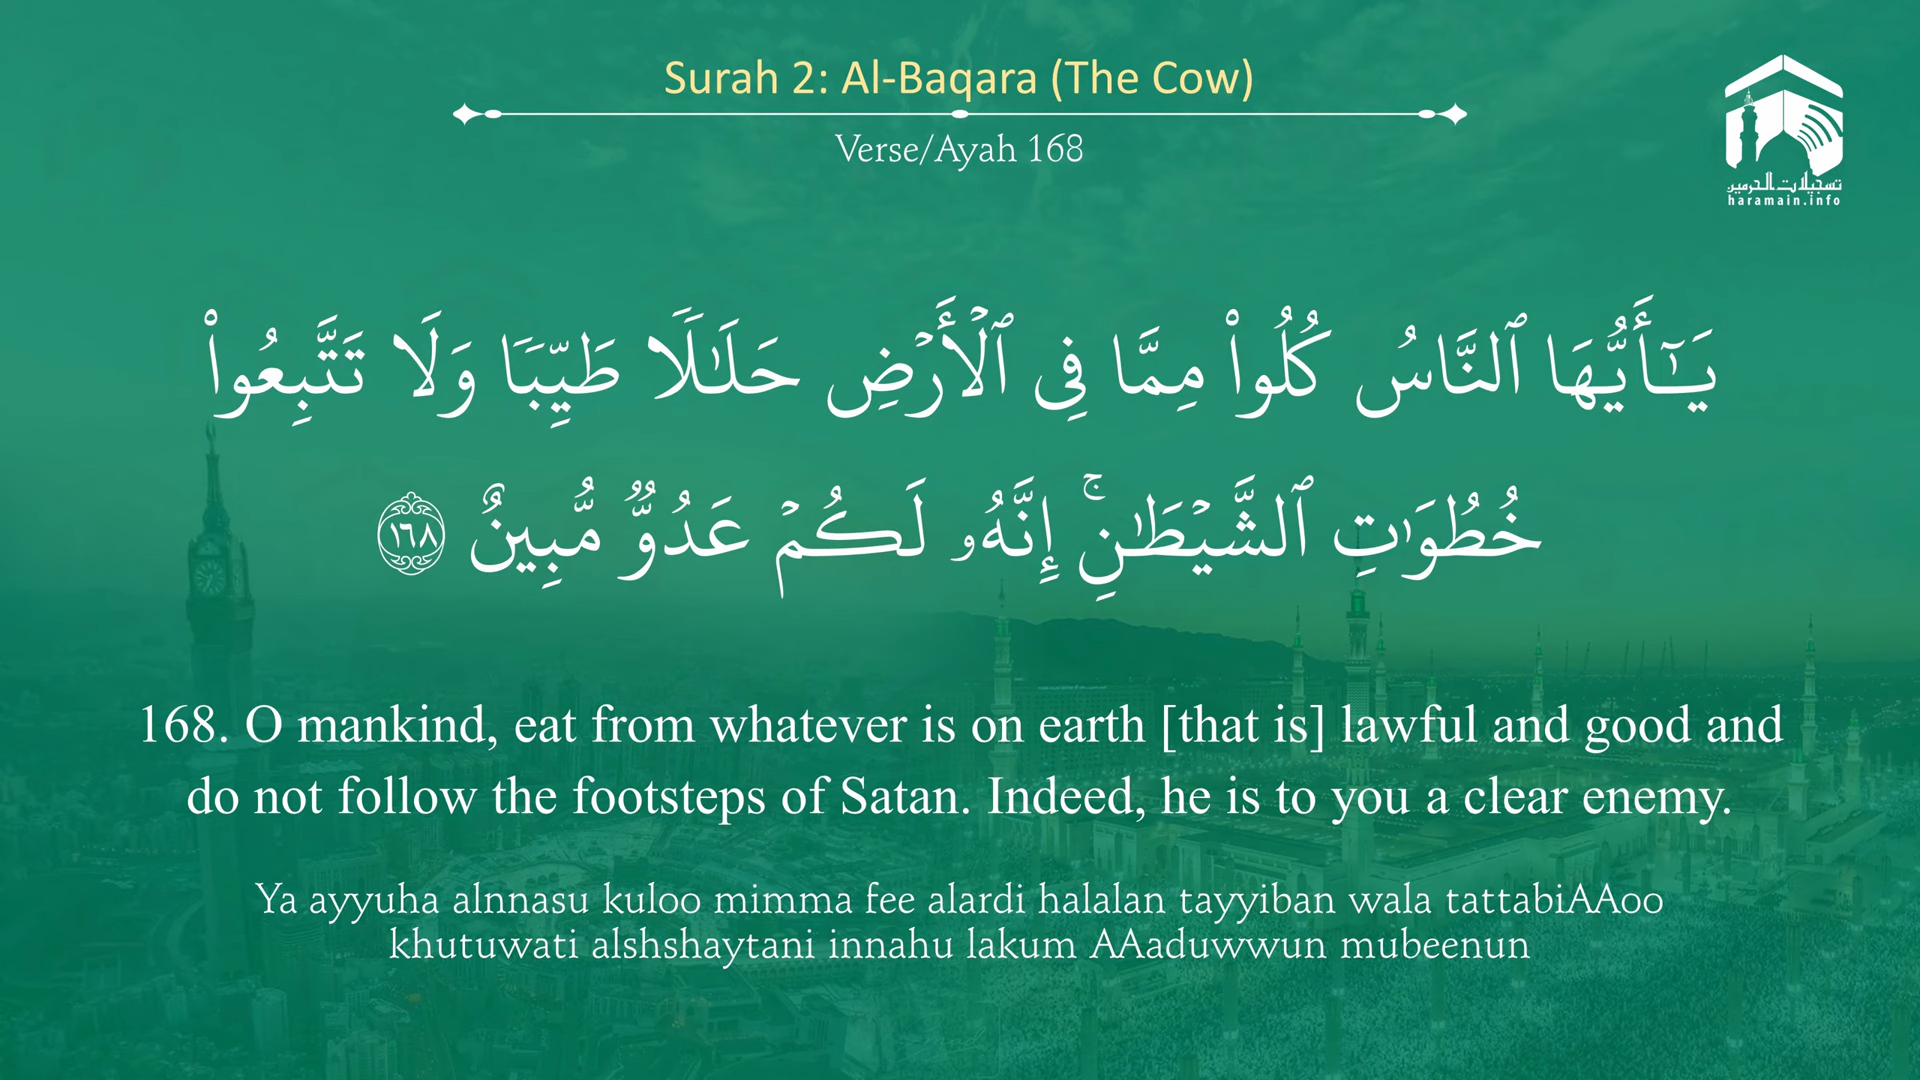 Surah 2: Al-Baqara (The Cow)
Verse/Ayah 168
تسجيلات الحرمين
haramain.info
يَـٰٓأَيُّهَا ٱلنَّاسُ كُلُوا۟ مِمَّا فِى ٱلْأَرْضِ حَلَـٰلًا طَيِّبًا وَلَا تَتَّبِعُوا۟
خُطُوَٰتِ ٱلشَّيْطَـٰنِ ۚ إِنَّهُۥ لَكُمْ عَدُوٌّ مُّبِينٌ ١٦٨
168. O mankind, eat from whatever is on earth [that is] lawful and good and
do not follow the footsteps of Satan. Indeed, he is to you a clear enemy.
Ya ayyuha alnnasu kuloo mimma fee alardi halalan tayyiban wala tattabiAAoo
khutuwati alshshaytani innahu lakum AAaduwwun mubeenun